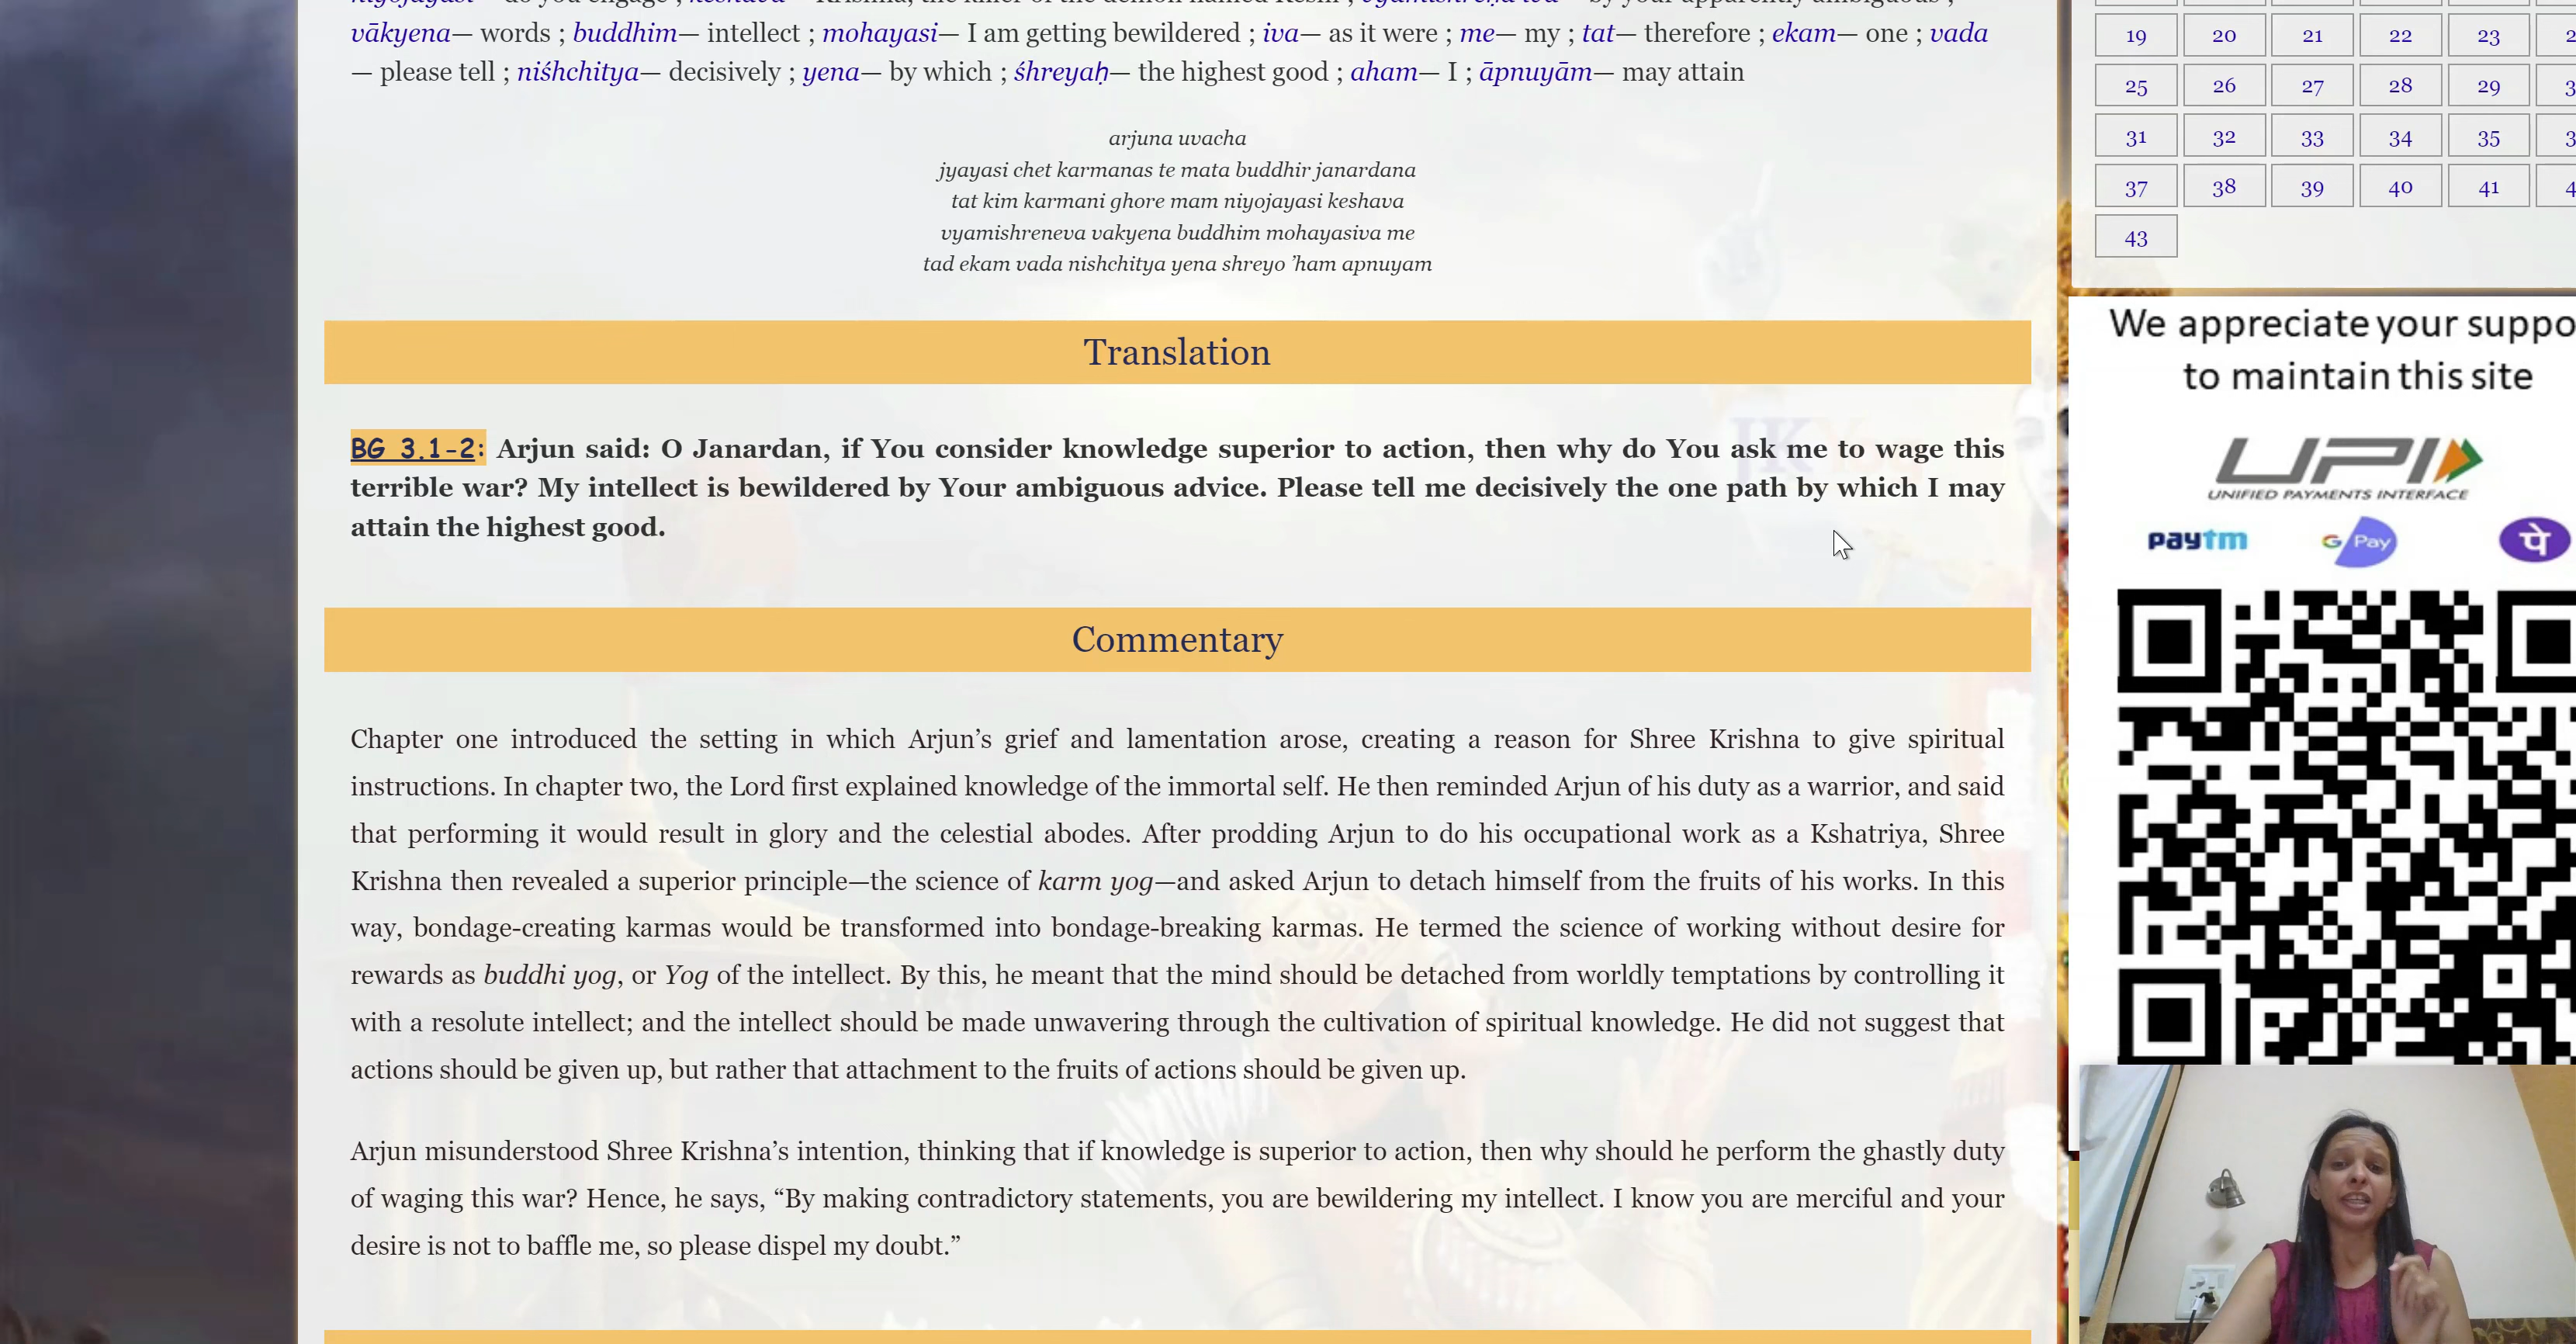 vākyena— words ; buddhim— intellect ; mohayasi— I am getting bewildered ; iva— as it were ; me— my ; tat— therefore ; ekam— one ; vada
— please tell ; niśhchitya— decisively ; yena— by which ; śhreyaḥ— the highest good ; aham— I ; āpnuyām— may attain
arjuna uvacha
jyayasi chet karmanas te mata buddhir janardana
tat kim karmani ghore mam niyojayasi keshava
vyamishreneva vakyena buddhim mohayasiva me
tad ekam vada nishchitya yena shreyo ’ham apnuyam
Translation
BG 3.1-2: Arjun said: O Janardan, if You consider knowledge superior to action, then why do You ask me to wage this
terrible war? My intellect is bewildered by Your ambiguous advice. Please tell me decisively the one path by which I may
attain the highest good.
Commentary
Chapter one introduced the setting in which Arjun’s grief and lamentation arose, creating a reason for Shree Krishna to give spiritual
instructions. In chapter two, the Lord first explained knowledge of the immortal self. He then reminded Arjun of his duty as a warrior, and said
that performing it would result in glory and the celestial abodes. After prodding Arjun to do his occupational work as a Kshatriya, Shree
Krishna then revealed a superior principle—the science of karm yog—and asked Arjun to detach himself from the fruits of his works. In this
way, bondage-creating karmas would be transformed into bondage-breaking karmas. He termed the science of working without desire for
rewards as buddhi yog, or Yog of the intellect. By this, he meant that the mind should be detached from worldly temptations by controlling it
with a resolute intellect; and the intellect should be made unwavering through the cultivation of spiritual knowledge. He did not suggest that
actions should be given up, but rather that attachment to the fruits of actions should be given up.
Arjun misunderstood Shree Krishna’s intention, thinking that if knowledge is superior to action, then why should he perform the ghastly duty
of waging this war? Hence, he says, “By making contradictory statements, you are bewildering my intellect. I know you are merciful and your
desire is not to baffle me, so please dispel my doubt.”
19 20 21 22 23
25 26 27 28 29
31 32 33 34 35
37 38 39 40 41
43
We appreciate your suppo
to maintain this site
UPI
UNIFIED PAYMENTS INTERFACE
paytm G Pay पे